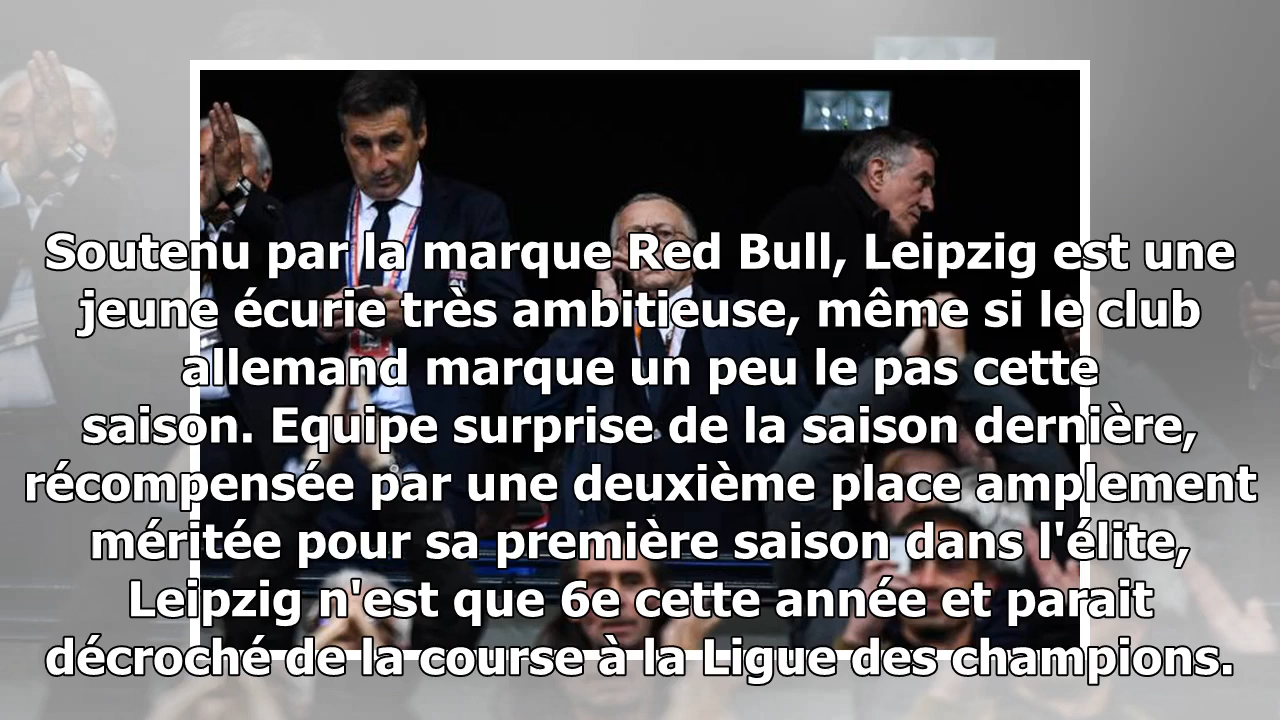 Soutenu par la marque Red Bull, Leipzig est une
jeune écurie très ambitieuse, même si le club
allemand marque un peu le pas cette
saison. Equipe surprise de la saison dernière,
récompensée par une deuxième place amplement
méritée pour sa première saison dans l'élite,
Leipzig n'est que 6e cette année et parait
décroché de la course à la Ligue des champions.